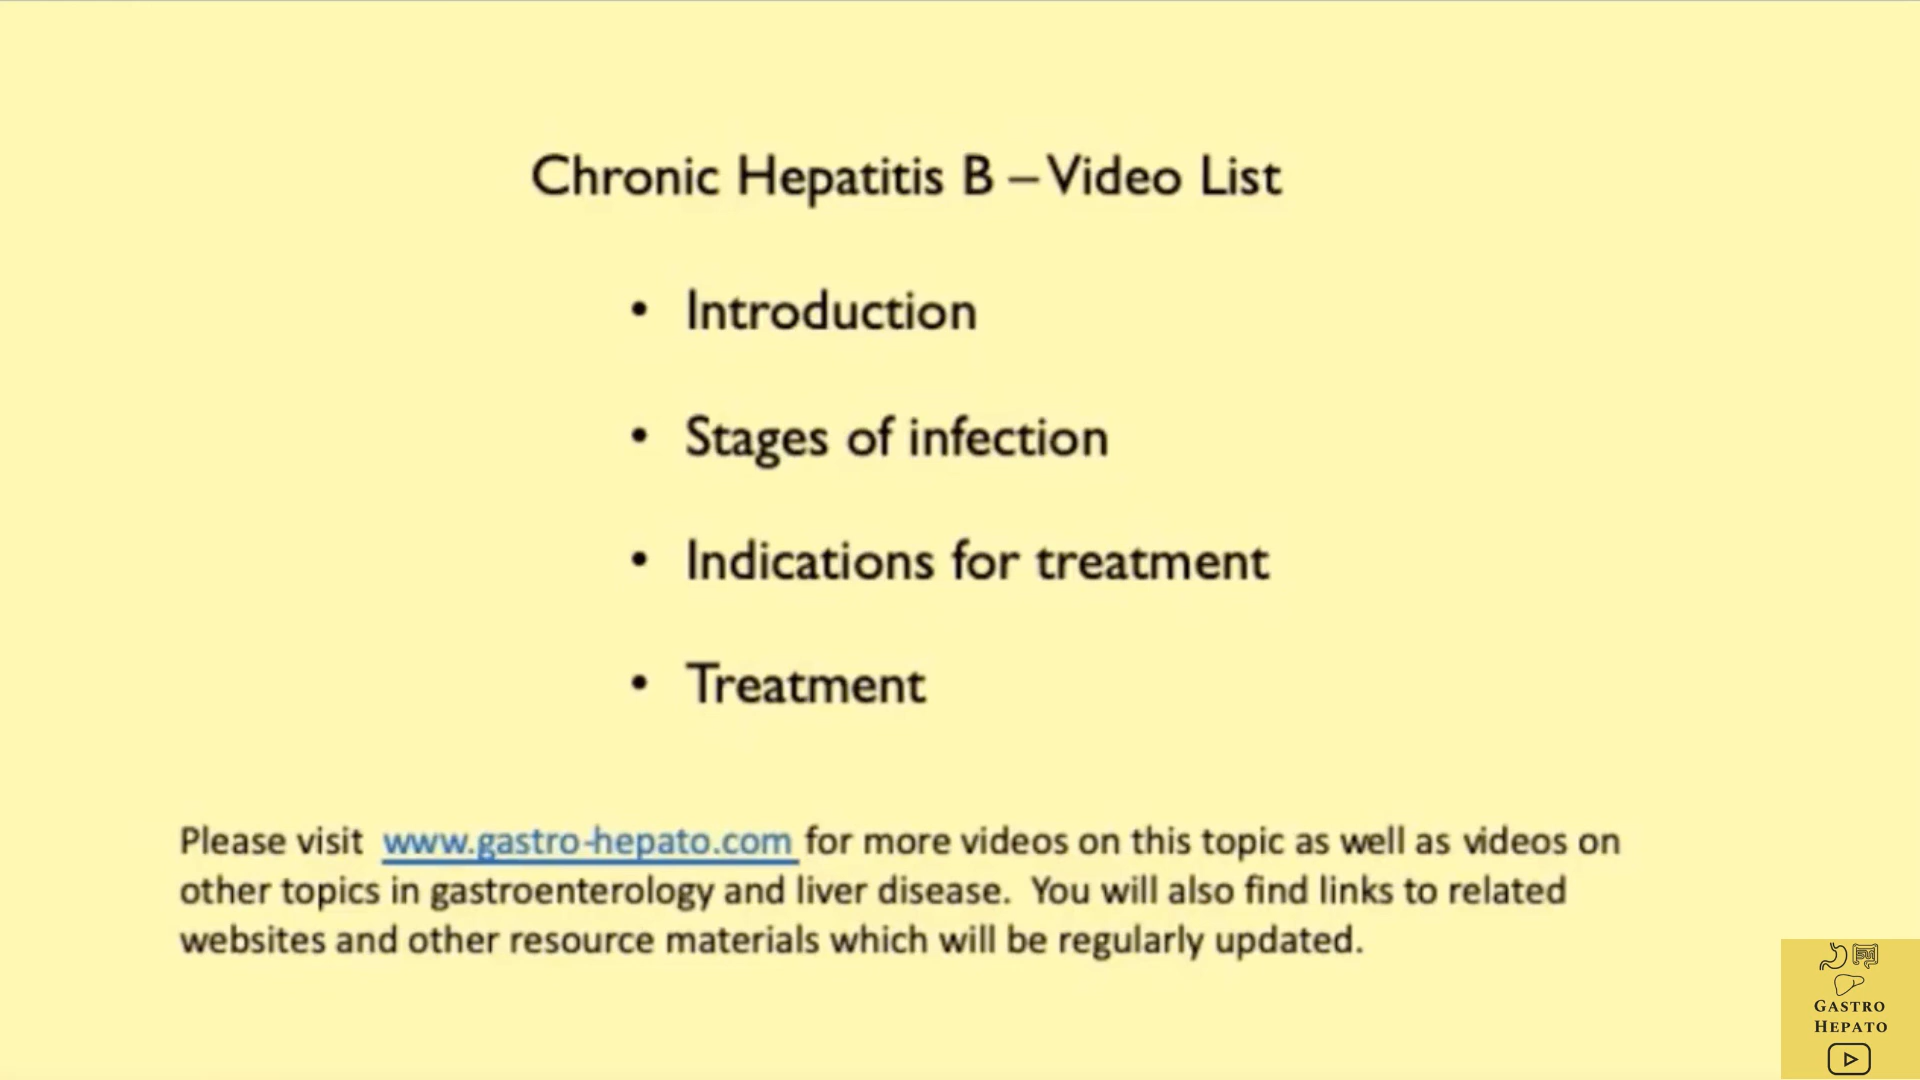 Chronic Hepatitis B – Video List
• Introduction
• Stages of infection
• Indications for treatment
• Treatment
Please visit www.gastro-hepato.com for more videos on this topic as well as videos on
other topics in gastroenterology and liver disease. You will also find links to related
websites and other resource materials which will be regularly updated.
GASTRO
HEPATO